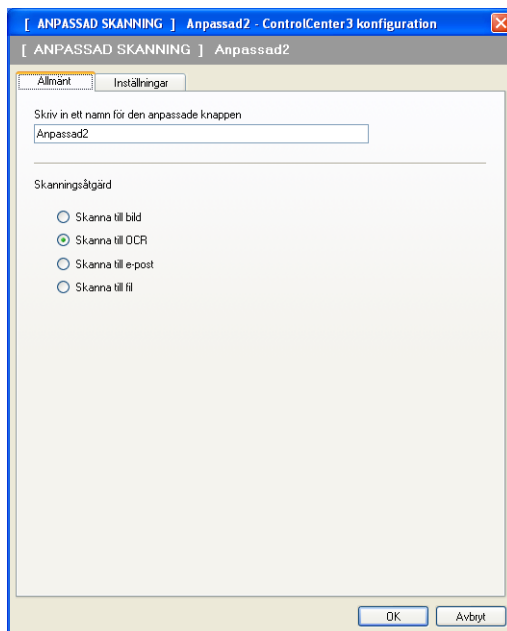 [ ANPASSAD SKANNING ] Anpassad2 - ControlCenter3 konfiguration
[ ANPASSAD SKANNING ] Anpassad2
Allmänt Inställningar
Skriv in ett namn för den anpassade knappen
Anpassad2
Skanningsåtgärd
Skanna till bild
Skanna till OCR
Skanna till e-post
Skanna till fil
OK Avbryt